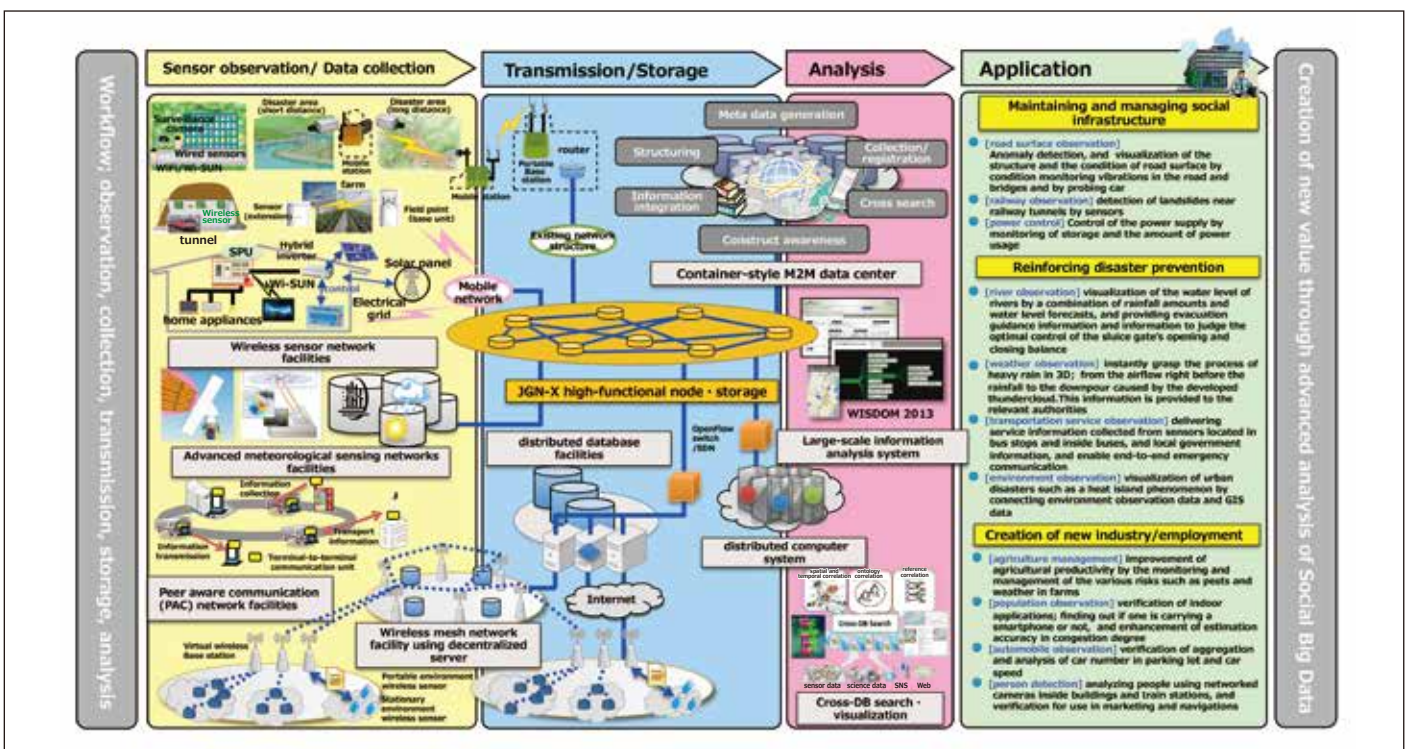 Workflow; observation, collection, transmission, storage, analysis
Sensor observation/ Data collection
Surveillance
camera
Wired sensors
WiFi/Wi-SUN
Disaster area
(short distance)
Disaster area
(long distance)
Mobile
station
Mobile station
Wireless
sensor
tunnel
farm
Sensor
(extension)
Field point
(base unit)
SPU
Hybrid
inverter
Solar panel
Wi-SUN
control
Electrical
grid
home appliances
Mobile
network
Wireless sensor network
facilities
Advanced meteorological sensing networks
facilities
Information
collection
Information
transmission
Transport
information
Terminal-to-terminal
communication unit
Peer aware communication
(PAC) network facilities
Virtual wireless
Base station
Wireless mesh network
facility using decentralized
server
Portable environment
wireless sensor
Stationary
environment
wireless sensor
Transmission/Storage
Portable
Base
station
router
Existing network
structure
JGN-X high-functional node · storage
distributed database
facilities
OpenFlow
switch
/SDN
Internet
Meta data generation
Structuring
Collection/
registration
Information
integration
Cross search
Construct awareness
Container-style M2M data center
Analysis
WISDOM 2013
Large-scale information
analysis system
distributed computer
system
spatial and
temporal correlation
ontology
correlation
reference
correlation
Cross-DB Search
sensor data
science data
SNS
Web
Cross-DB search ·
visualization
Application
Maintaining and managing social
infrastructure
[road surface observation]
Anomaly detection, and visualization of the
structure and the condition of road surface by
condition monitoring vibrations in the road and
bridges and by probing car
[railway observation] detection of landslides near
railway tunnels by sensors
[power control] Control of the power supply by
monitoring of storage and the amount of power
usage
Reinforcing disaster prevention
[river observation] visualization of the water level of
rivers by a combination of rainfall amounts and
water level forecasts, and providing evacuation
guidance information and information to judge the
optimal control of the sluice gate's opening and
closing balance
[weather observation] instantly grasp the process of
heavy rain in 3D; from the airflow right before the
rainfall to the downpour caused by the developed
thundercloud.This information is provided to the
relevant authorities
[transportation service observation] delivering
service information collected from sensors located in
bus stops and inside buses, and local government
information, and enable end-to-end emergency
communication
[environment observation] visualization of urban
disasters such as a heat island phenomenon by
connecting environment observation data and GIS
data
Creation of new industry/employment
[agriculture management] improvement of
agricultural productivity by the monitoring and
management of the various risks such as pests and
weather in farms
[population observation] verification of indoor
applications; finding out if one is carrying a
smartphone or not, and enhancement of estimation
accuracy in congestion degree
[automobile observation] verification of aggregation
and analysis of car number in parking lot and car
speed
[person detection] analyzing people using networked
cameras inside buildings and train stations, and
verification for use in marketing and navigations
Creation of new value through advanced analysis of Social Big Data